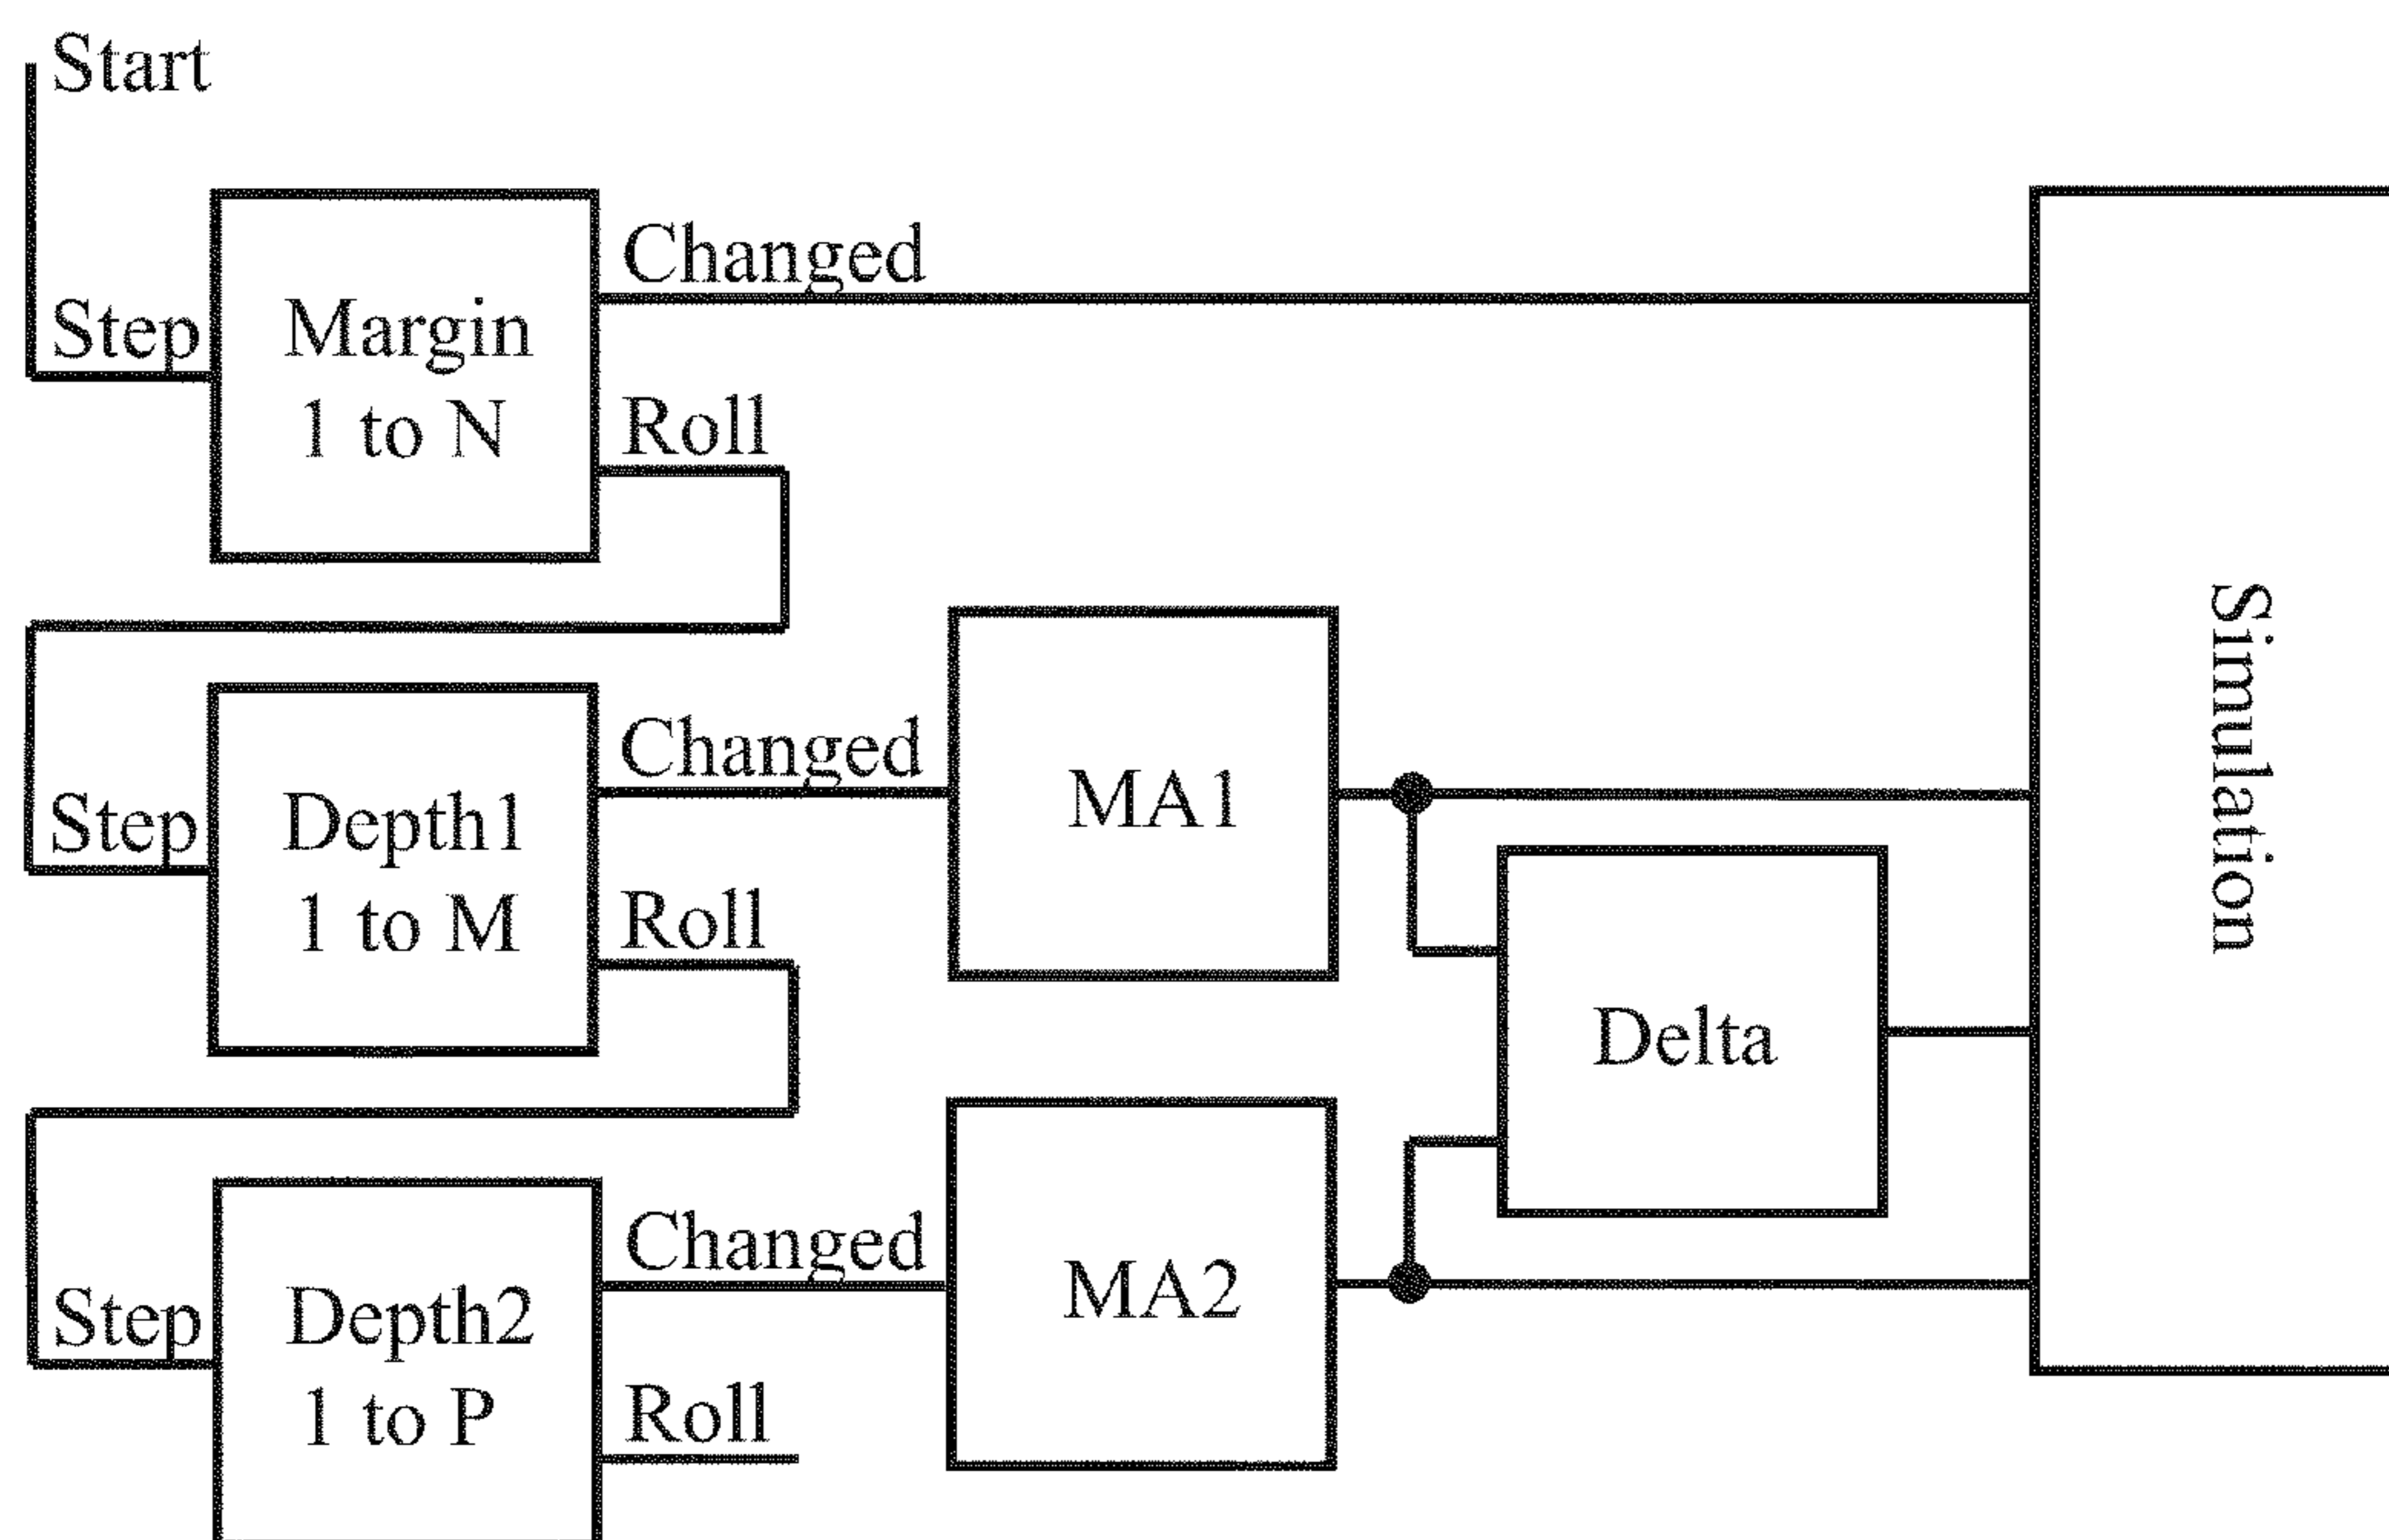 Start
Step
Margin
1 to N
Changed
Roll
Step
Depth1
1 to M
Changed
Roll
MA1
Delta
Simulation
Step
Depth2
1 to P
Changed
Roll
MA2